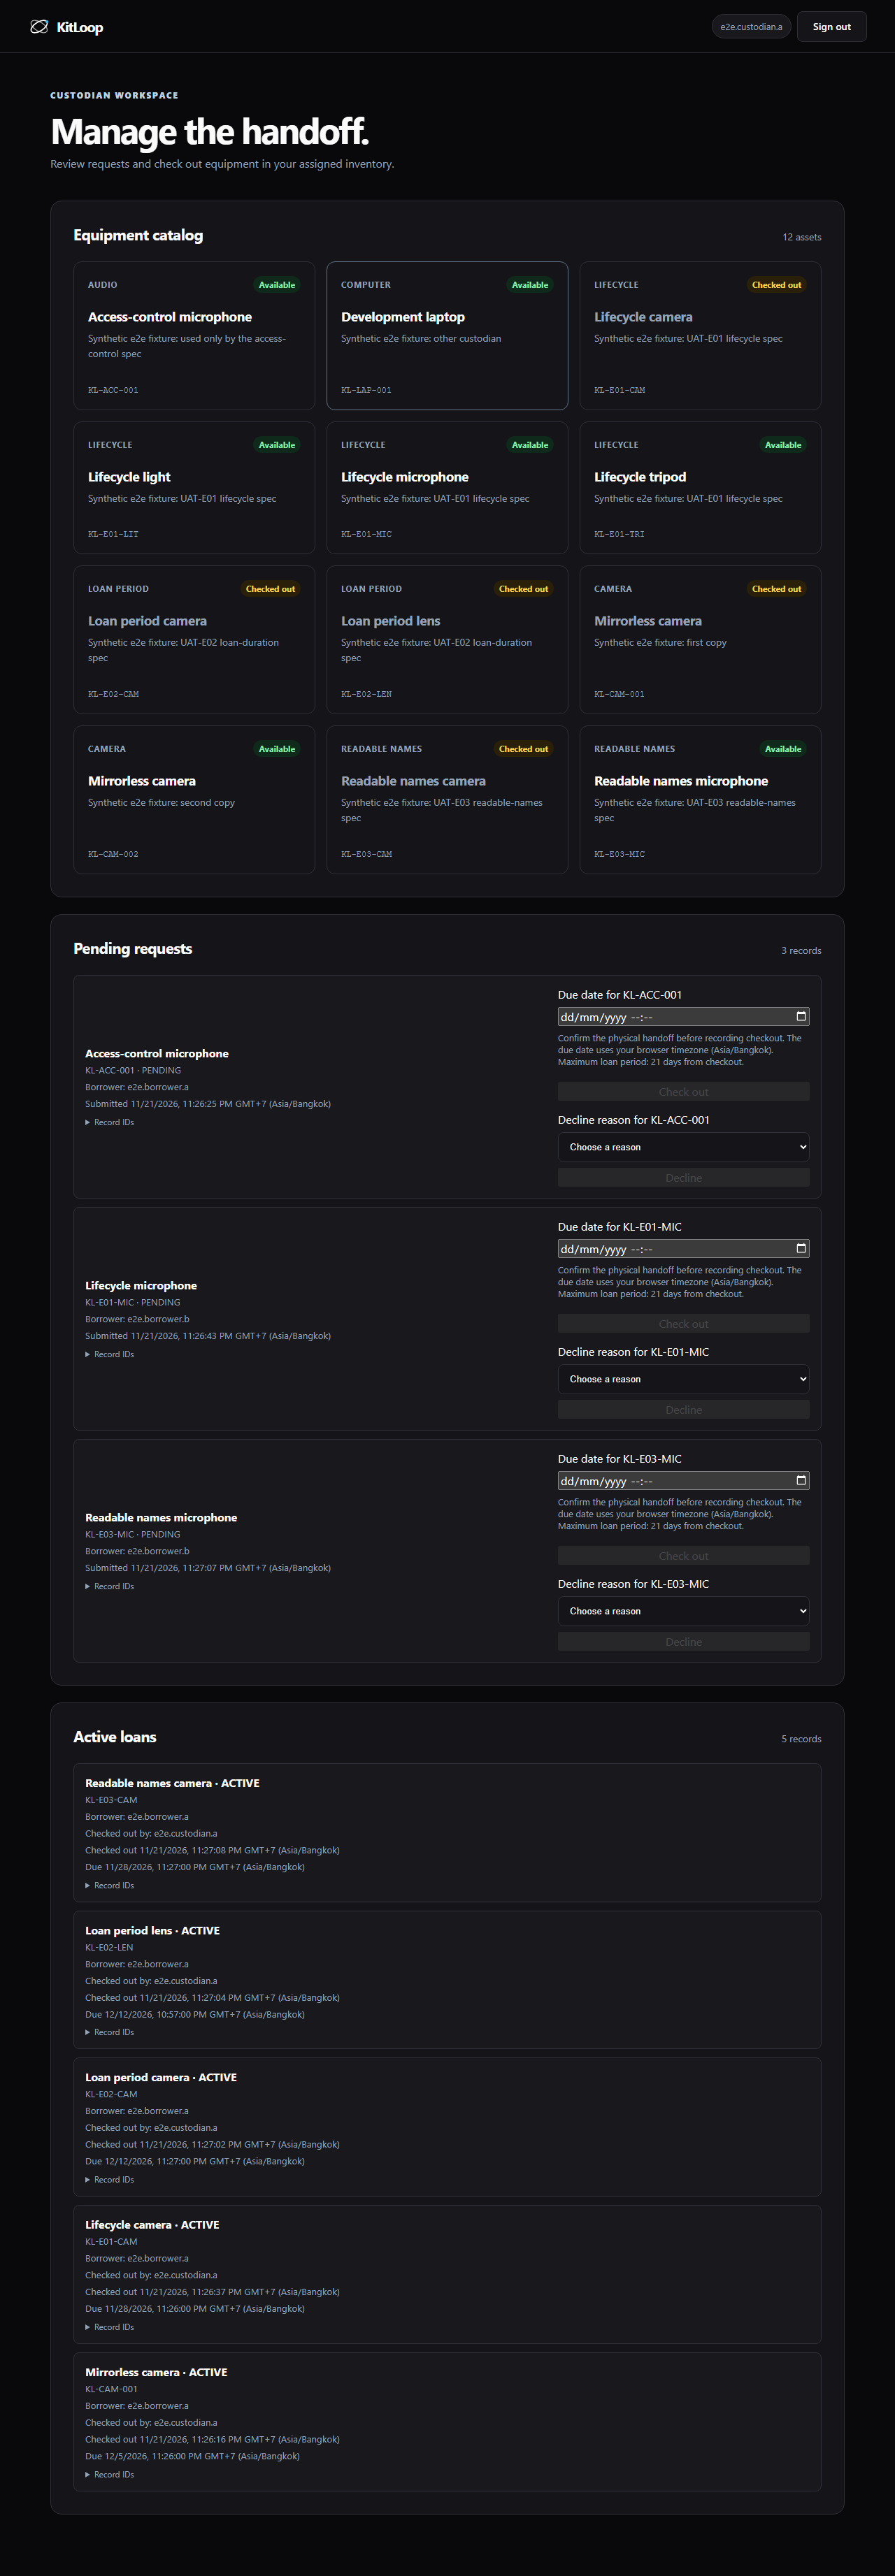 KitLoop
e2e.custodian.a
Sign out
CUSTODIAN WORKSPACE
Manage the handoff.
Review requests and check out equipment in your assigned inventory.
Equipment catalog
12 assets
AUDIO
Available
Access-control microphone
Synthetic e2e fixture: used only by the access-
control spec
KL-ACC-001
COMPUTER
Available
Development laptop
Synthetic e2e fixture: other custodian
KL-LAP-001
LIFECYCLE
Checked out
Lifecycle camera
Synthetic e2e fixture: UAT-E01 lifecycle spec
KL-E01-CAM
LIFECYCLE
Available
Lifecycle light
Synthetic e2e fixture: UAT-E01 lifecycle spec
KL-E01-LIT
LIFECYCLE
Available
Lifecycle microphone
Synthetic e2e fixture: UAT-E01 lifecycle spec
KL-E01-MIC
LIFECYCLE
Available
Lifecycle tripod
Synthetic e2e fixture: UAT-E01 lifecycle spec
KL-E01-TRI
LOAN PERIOD
Checked out
Loan period camera
Synthetic e2e fixture: UAT-E02 loan-duration
spec
KL-E02-CAM
LOAN PERIOD
Checked out
Loan period lens
Synthetic e2e fixture: UAT-E02 loan-duration
spec
KL-E02-LEN
CAMERA
Checked out
Mirrorless camera
Synthetic e2e fixture: first copy
KL-CAM-001
CAMERA
Available
Mirrorless camera
Synthetic e2e fixture: second copy
KL-CAM-002
READABLE NAMES
Checked out
Readable names camera
Synthetic e2e fixture: UAT-E03 readable-names
spec
KL-E03-CAM
READABLE NAMES
Available
Readable names microphone
Synthetic e2e fixture: UAT-E03 readable-names
spec
KL-E03-MIC
Pending requests
3 records
Access-control microphone
KL-ACC-001 · PENDING
Borrower: e2e.borrower.a
Submitted 11/21/2026, 11:26:25 PM GMT+7 (Asia/Bangkok)
Record IDs
Due date for KL-ACC-001
dd/mm/yyyy --:--
Confirm the physical handoff before recording checkout. The
due date uses your browser timezone (Asia/Bangkok).
Maximum loan period: 21 days from checkout.
Check out
Decline reason for KL-ACC-001
Choose a reason
Decline
Lifecycle microphone
KL-E01-MIC · PENDING
Borrower: e2e.borrower.b
Submitted 11/21/2026, 11:26:43 PM GMT+7 (Asia/Bangkok)
Record IDs
Due date for KL-E01-MIC
dd/mm/yyyy --:--
Confirm the physical handoff before recording checkout. The
due date uses your browser timezone (Asia/Bangkok).
Maximum loan period: 21 days from checkout.
Check out
Decline reason for KL-E01-MIC
Choose a reason
Decline
Readable names microphone
KL-E03-MIC · PENDING
Borrower: e2e.borrower.b
Submitted 11/21/2026, 11:27:07 PM GMT+7 (Asia/Bangkok)
Record IDs
Due date for KL-E03-MIC
dd/mm/yyyy --:--
Confirm the physical handoff before recording checkout. The
due date uses your browser timezone (Asia/Bangkok).
Maximum loan period: 21 days from checkout.
Check out
Decline reason for KL-E03-MIC
Choose a reason
Decline
Active loans
5 records
Readable names camera · ACTIVE
KL-E03-CAM
Borrower: e2e.borrower.a
Checked out by: e2e.custodian.a
Checked out 11/21/2026, 11:27:08 PM GMT+7 (Asia/Bangkok)
Due 11/28/2026, 11:27:00 PM GMT+7 (Asia/Bangkok)
Record IDs
Loan period lens · ACTIVE
KL-E02-LEN
Borrower: e2e.borrower.a
Checked out by: e2e.custodian.a
Checked out 11/21/2026, 11:27:04 PM GMT+7 (Asia/Bangkok)
Due 12/12/2026, 10:57:00 PM GMT+7 (Asia/Bangkok)
Record IDs
Loan period camera · ACTIVE
KL-E02-CAM
Borrower: e2e.borrower.a
Checked out by: e2e.custodian.a
Checked out 11/21/2026, 11:27:02 PM GMT+7 (Asia/Bangkok)
Due 12/12/2026, 11:27:00 PM GMT+7 (Asia/Bangkok)
Record IDs
Lifecycle camera · ACTIVE
KL-E01-CAM
Borrower: e2e.borrower.a
Checked out by: e2e.custodian.a
Checked out 11/21/2026, 11:26:37 PM GMT+7 (Asia/Bangkok)
Due 11/28/2026, 11:26:00 PM GMT+7 (Asia/Bangkok)
Record IDs
Mirrorless camera · ACTIVE
KL-CAM-001
Borrower: e2e.borrower.a
Checked out by: e2e.custodian.a
Checked out 11/21/2026, 11:26:16 PM GMT+7 (Asia/Bangkok)
Due 12/5/2026, 11:26:00 PM GMT+7 (Asia/Bangkok)
Record IDs